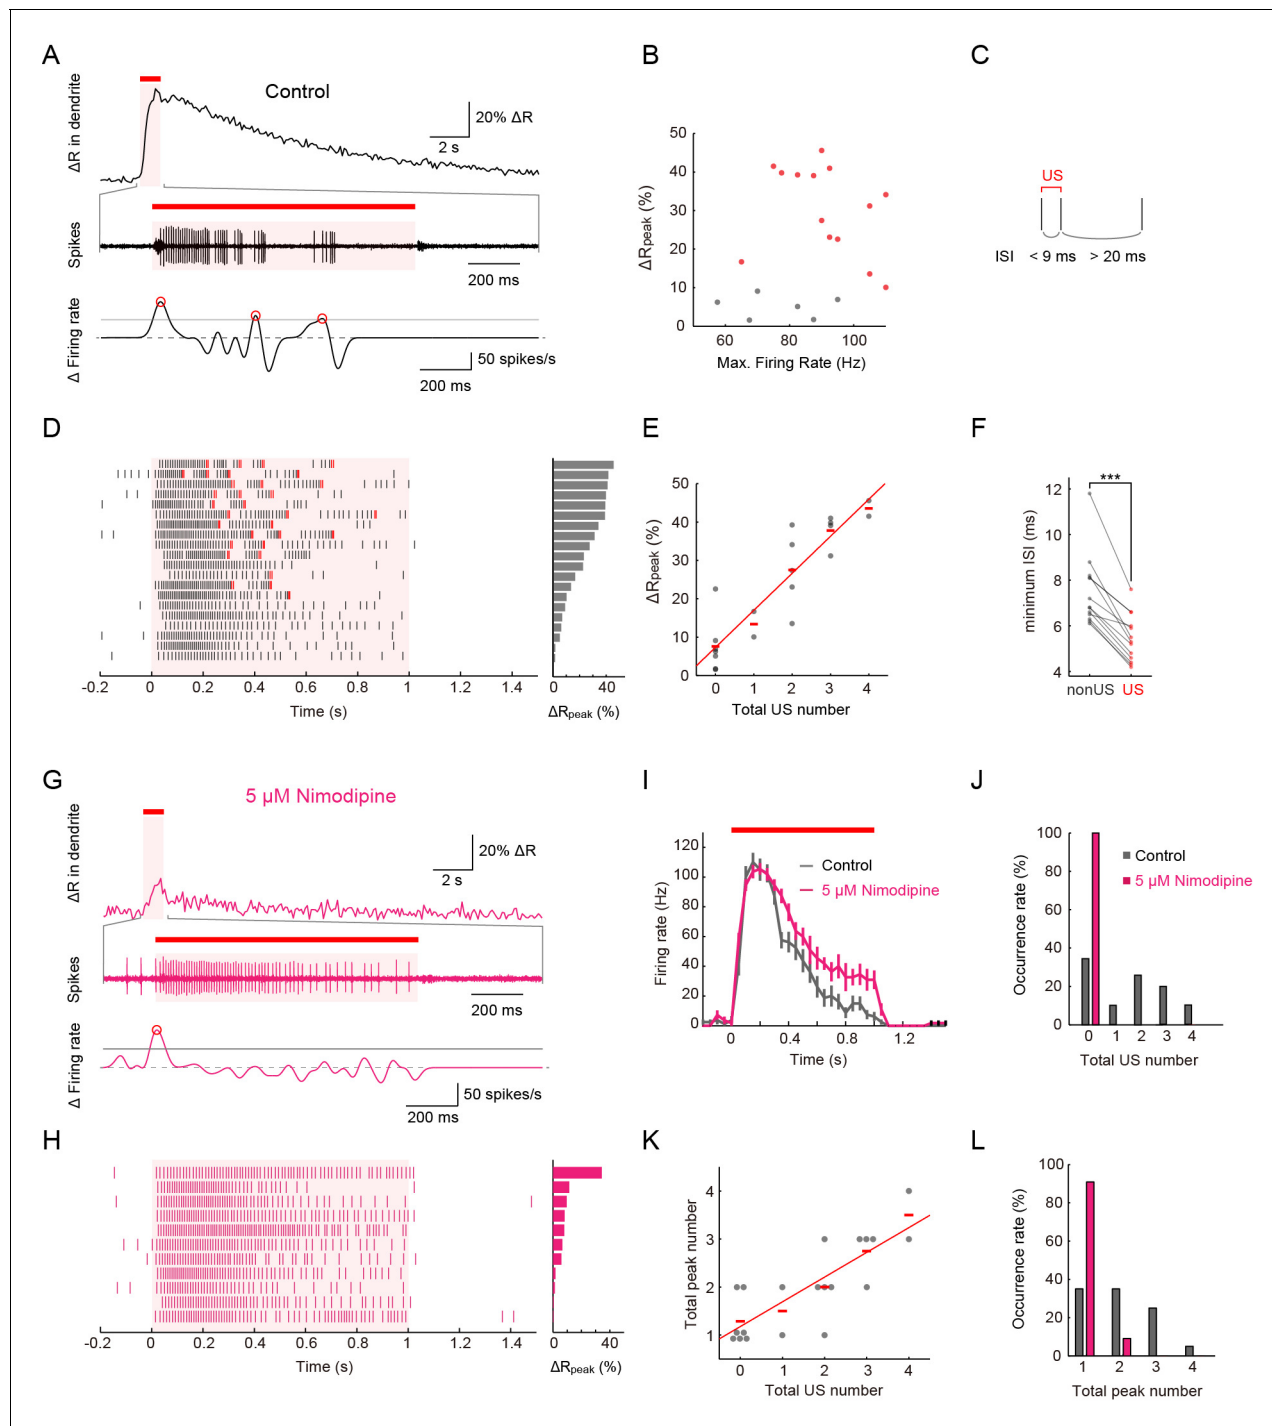 A
Control
ΔR in dendrite
20% ΔR
2 s
Spikes
200 ms
Δ Firing rate
50 spikes/s
200 ms
B
50
40
30
20
10
0
ΔRpeak (%)
60 80 100
Max. Firing Rate (Hz)
C
US
ISI < 9 ms > 20 ms
D
-0.2 0 0.2 0.4 0.6 0.8 1 1.2 1.4
Time (s)
0 40
ΔRpeak (%)
E
50
40
30
20
10
0
ΔRpeak (%)
0 1 2 3 4
Total US number
F
***
12
10
8
6
4
minimum ISI (ms)
nonUS US
G
5 µM Nimodipine
ΔR in dendrite
20% ΔR
2 s
Spikes
200 ms
Δ Firing rate
50 spikes/s
200 ms
H
-0.2 0 0.2 0.4 0.6 0.8 1 1.2 1.4
Time (s)
0 40
ΔRpeak (%)
I
120
100
80
60
40
20
0
Firing rate (Hz)
Control
5 µM Nimodipine
0 0.4 0.8 1.2
Time (s)
J
100
80
60
40
20
0
Occurrence rate (%)
Control
5 µM Nimodipine
0 1 2 3 4
Total US number
K
4
3
2
1
Total peak number
0 1 2 3 4
Total US number
L
100
80
60
40
20
0
Occurrence rate (%)
1 2 3 4
Total peak number